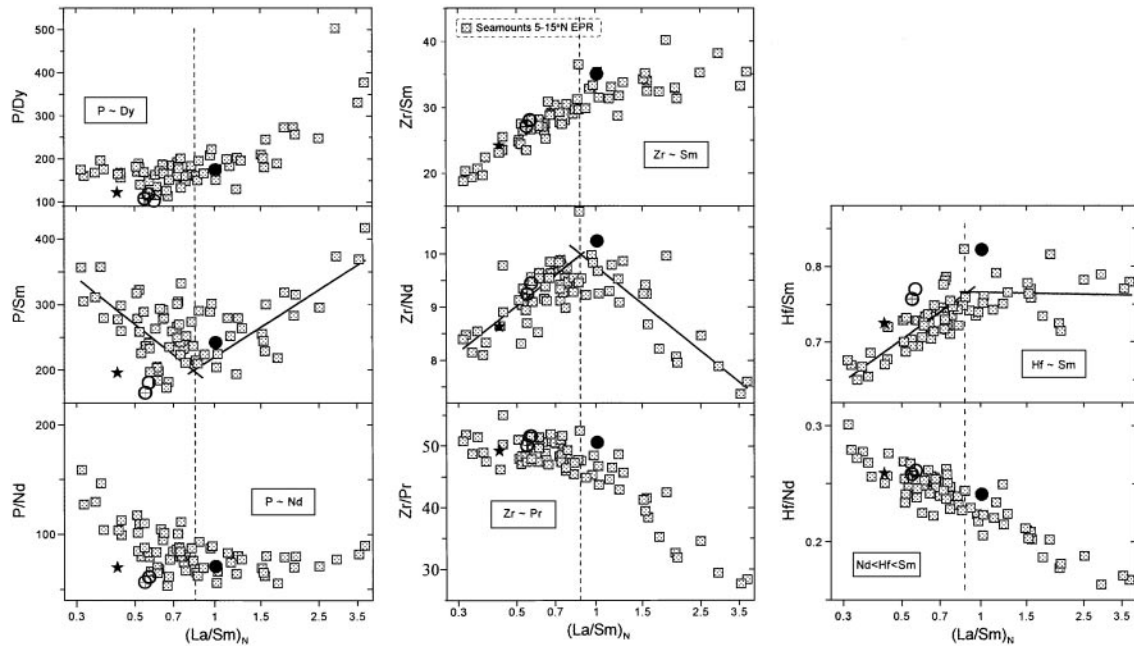 500
400
300
200
100
P/Dy
P ~ Dy
400
300
200
P/Sm
200
100
P/Nd
P ~ Nd
0.3
0.5
0.7
1
1.5
2.5
3.5
(La/Sm)N
Seamounts 5-15°N EPR
40
30
20
Zr/Sm
Zr ~ Sm
10
9
8
Zr/Nd
50
40
30
Zr/Pr
Zr ~ Pr
0.3
0.5
0.7
1
1.5
2.5
3.5
(La/Sm)N
0.8
0.7
Hf/Sm
Hf ~ Sm
0.3
0.2
Hf/Nd
Nd<Hf<Sm
0.3
0.5
0.7
1
1.5
2.5
3.5
(La/Sm)N